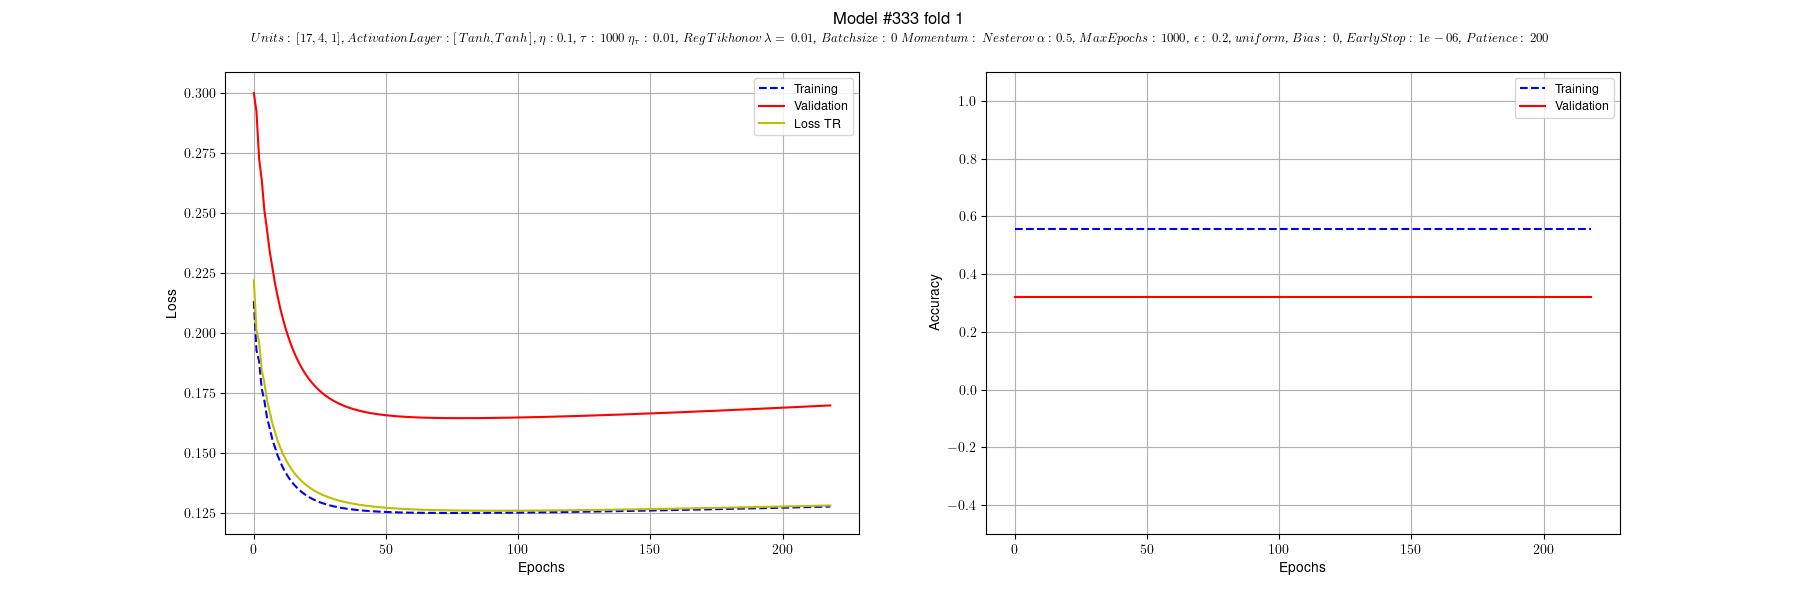 Model #333 fold 1
Units : [17, 4, 1], ActivationLayer : [Tanh, Tanh], η : 0.1, τ : 1000 ητ : 0.01, RegTikhonov λ = 0.01, Batchsize : 0 Momentum : Nesterov α : 0.5, MaxEpochs : 1000, ϵ : 0.2, uniform, Bias : 0, EarlyStop : 1e − 06, Patience : 200
Training
Validation
Loss TR
0.300
0.275
0.250
0.225
0.200
0.175
0.150
0.125
Loss
0 50 100 150 200
Epochs
Training
Validation
1.0
0.8
0.6
0.4
0.2
0.0
−0.2
−0.4
Accuracy
0 50 100 150 200
Epochs